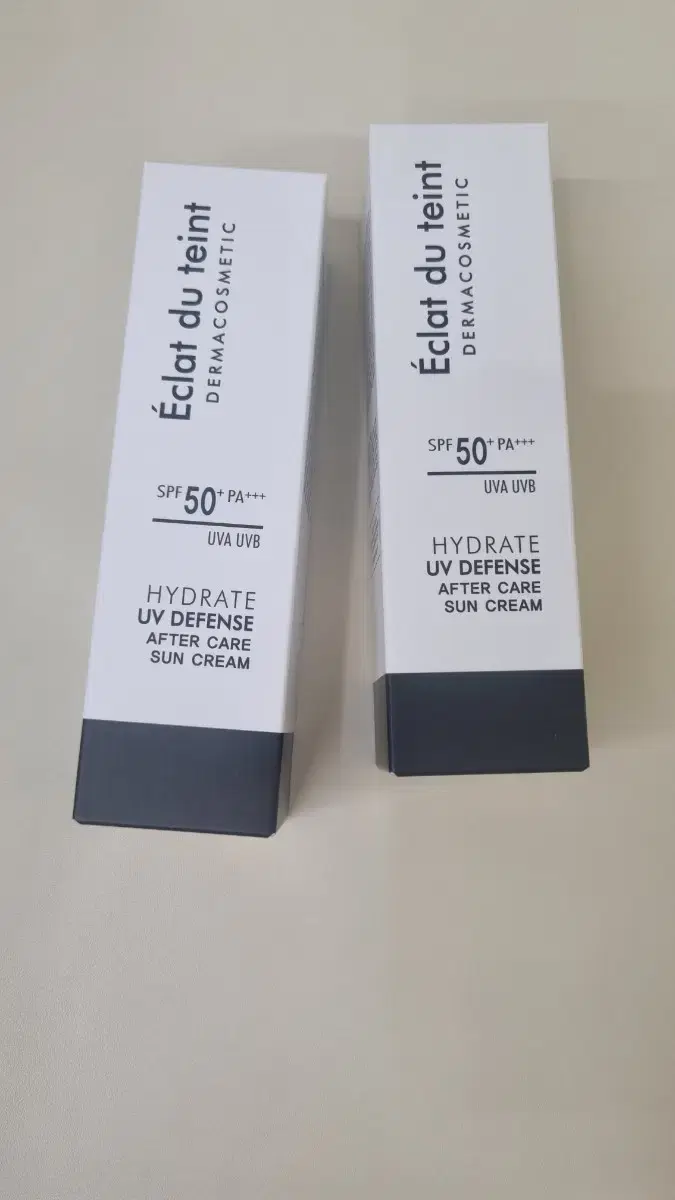 Éclat du teint
DERMACOSMETIC
SPF 50+ PA+++
UVA UVB
HYDRATE
UV DEFENSE
AFTER CARE
SUN CREAM
Éclat du teint
DERMACOSMETIC
SPF 50+ PA+++
UVA UVB
HYDRATE
UV DEFENSE
AFTER CARE
SUN CREAM